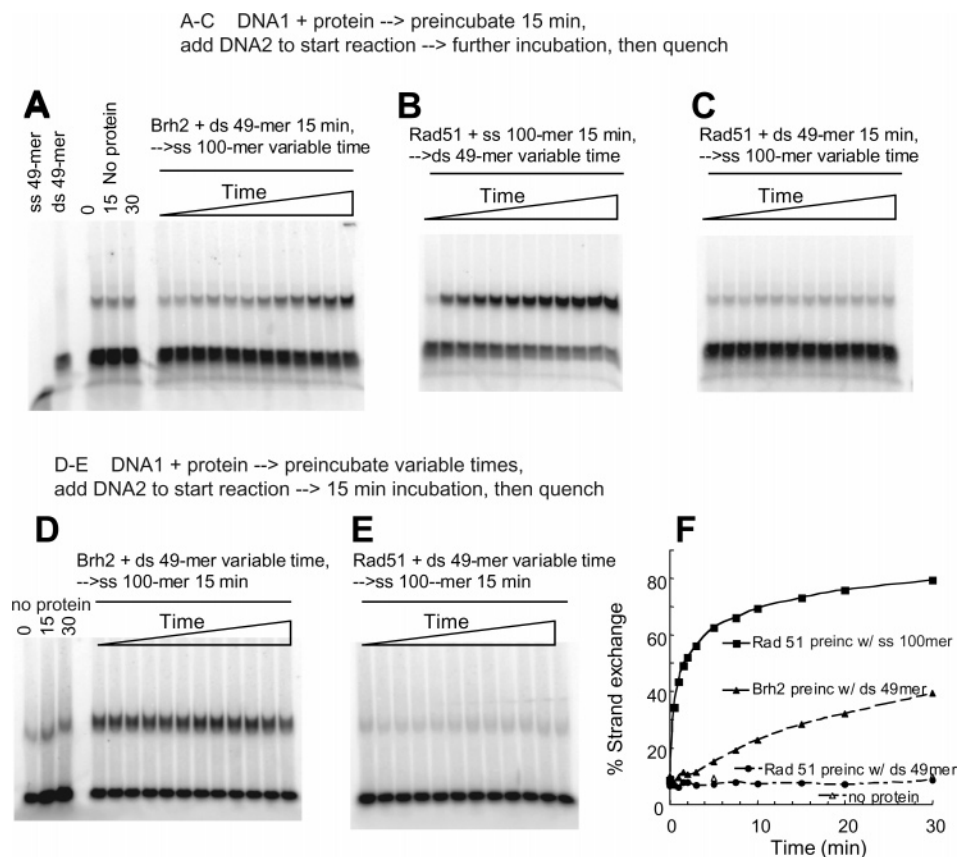 A-C DNA1 + protein --> preincubate 15 min,
add DNA2 to start reaction --> further incubation, then quench
A
ss 49-mer
ds 49-mer
0
15
30
No protein
Brh2 + ds 49-mer 15 min,
-->ss 100-mer variable time
Time
B
Rad51 + ss 100-mer 15 min,
-->ds 49-mer variable time
Time
C
Rad51 + ds 49-mer 15 min,
-->ss 100-mer variable time
Time
D-E DNA1 + protein --> preincubate variable times,
add DNA2 to start reaction --> 15 min incubation, then quench
D
Brh2 + ds 49-mer variable time,
-->ss 100-mer 15 min
no protein
0
15
30
Time
E
Rad51 + ds 49-mer variable time
-->ss 100--mer 15 min
Time
F
% Strand exchange
80
60
40
20
0
Rad 51 preinc w/ ss 100mer
Brh2 preinc w/ ds 49mer
Rad 51 preinc w/ ds 49mer
no protein
0 10 20 30
Time (min)